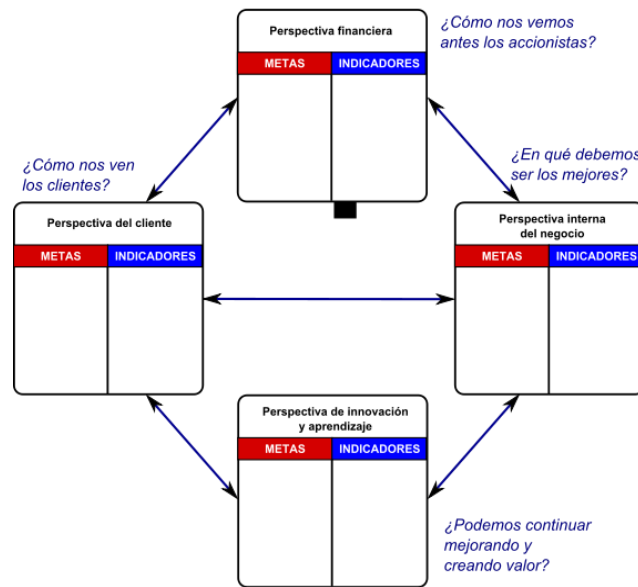 Perspectiva financiera
METAS
INDICADORES
¿Cómo nos vemos
antes los accionistas?
¿Cómo nos ven
los clientes?
¿En qué debemos
ser los mejores?
Perspectiva del cliente
METAS
INDICADORES
Perspectiva interna
del negocio
METAS
INDICADORES
Perspectiva de innovación
y aprendizaje
METAS
INDICADORES
¿Podemos continuar
mejorando y
creando valor?